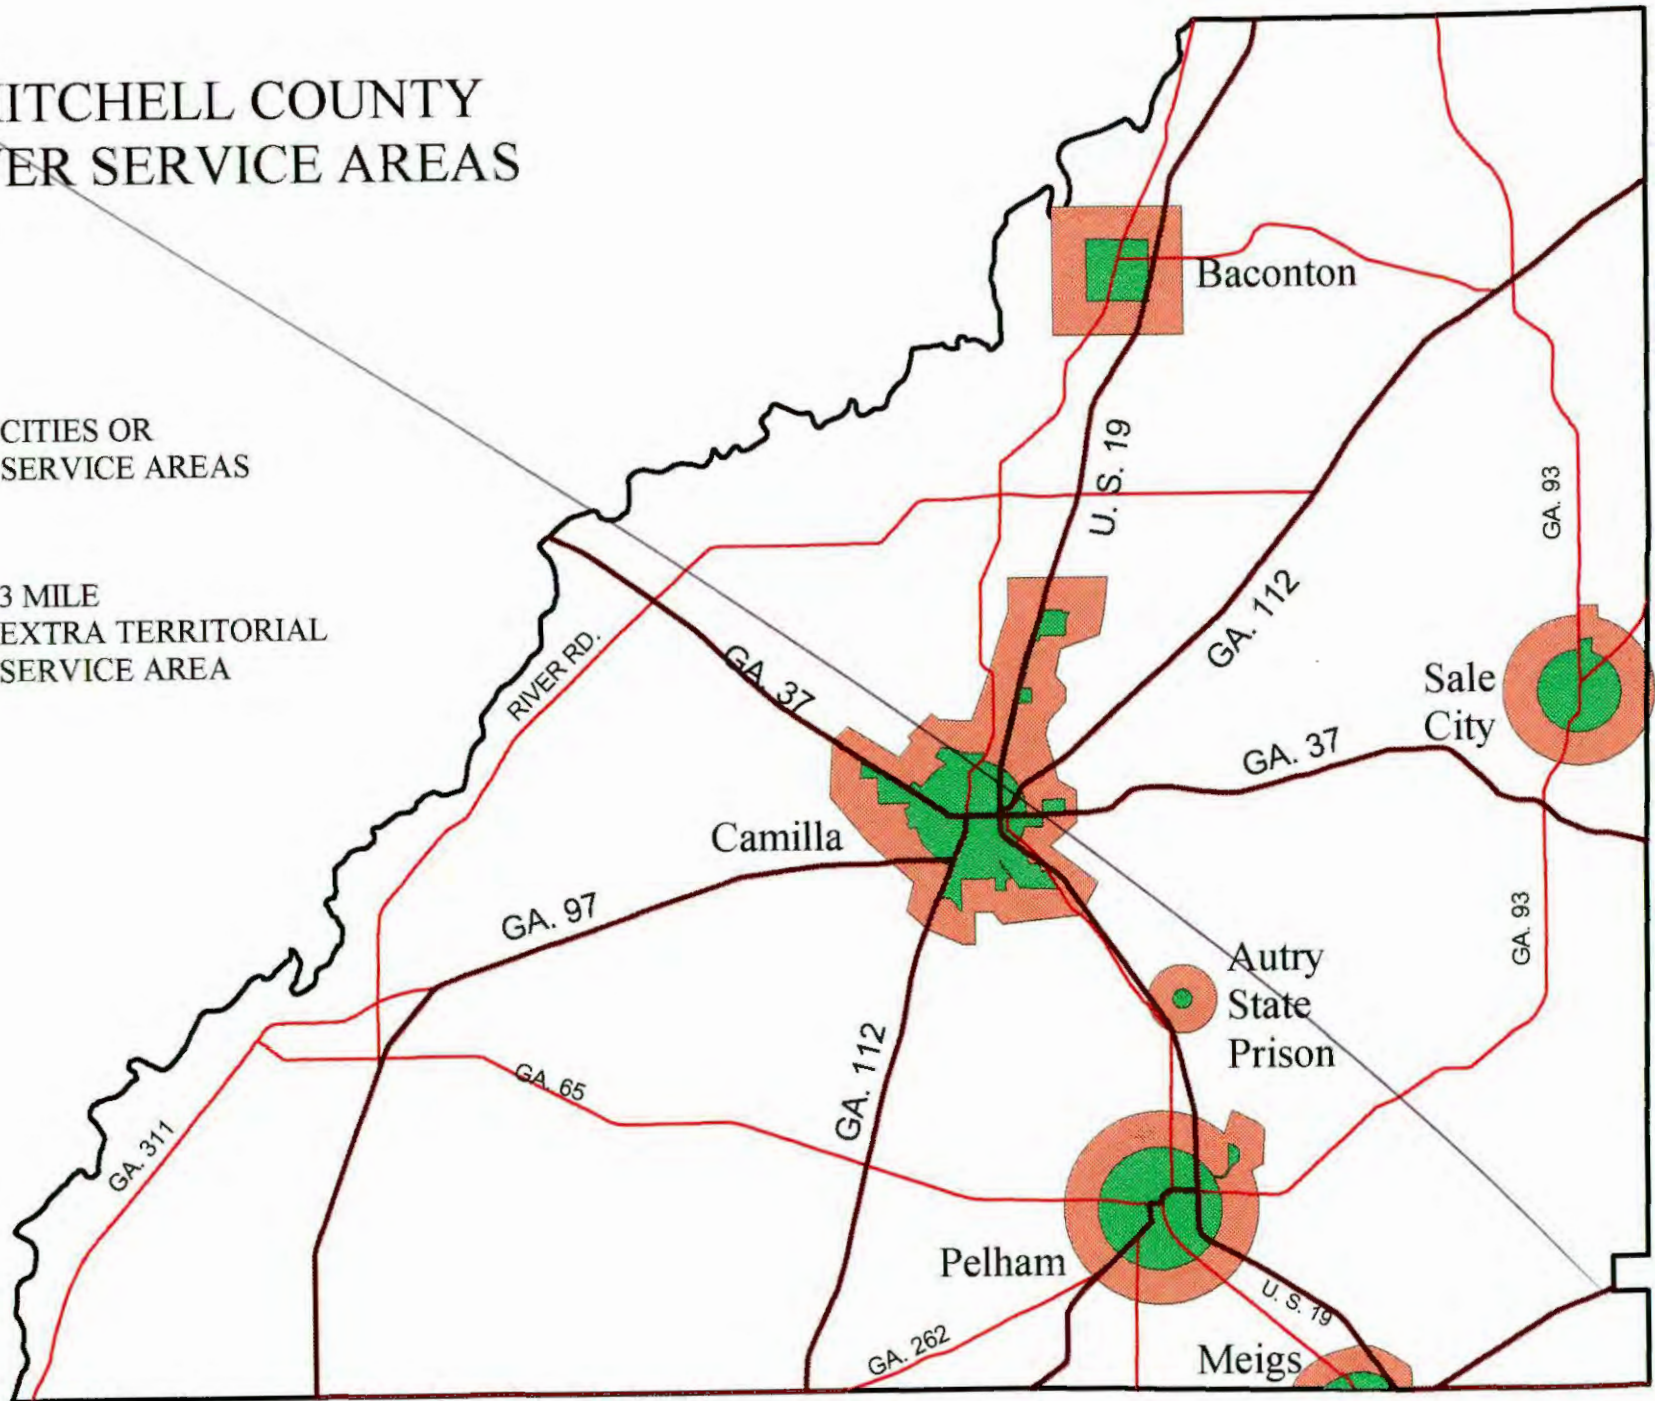 ITCHELL COUNTY
ER SERVICE AREAS
CITIES OR
SERVICE AREAS
3 MILE
EXTRA TERRITORIAL
SERVICE AREA
Baconton
U. S. 19
GA. 93
GA. 112
RIVER RD.
GA. 37
Sale
City
GA. 37
Camilla
GA. 97
GA. 93
Autry
State
Prison
GA. 112
GA. 65
GA. 311
Pelham
U. S. 19
GA. 262
Meigs